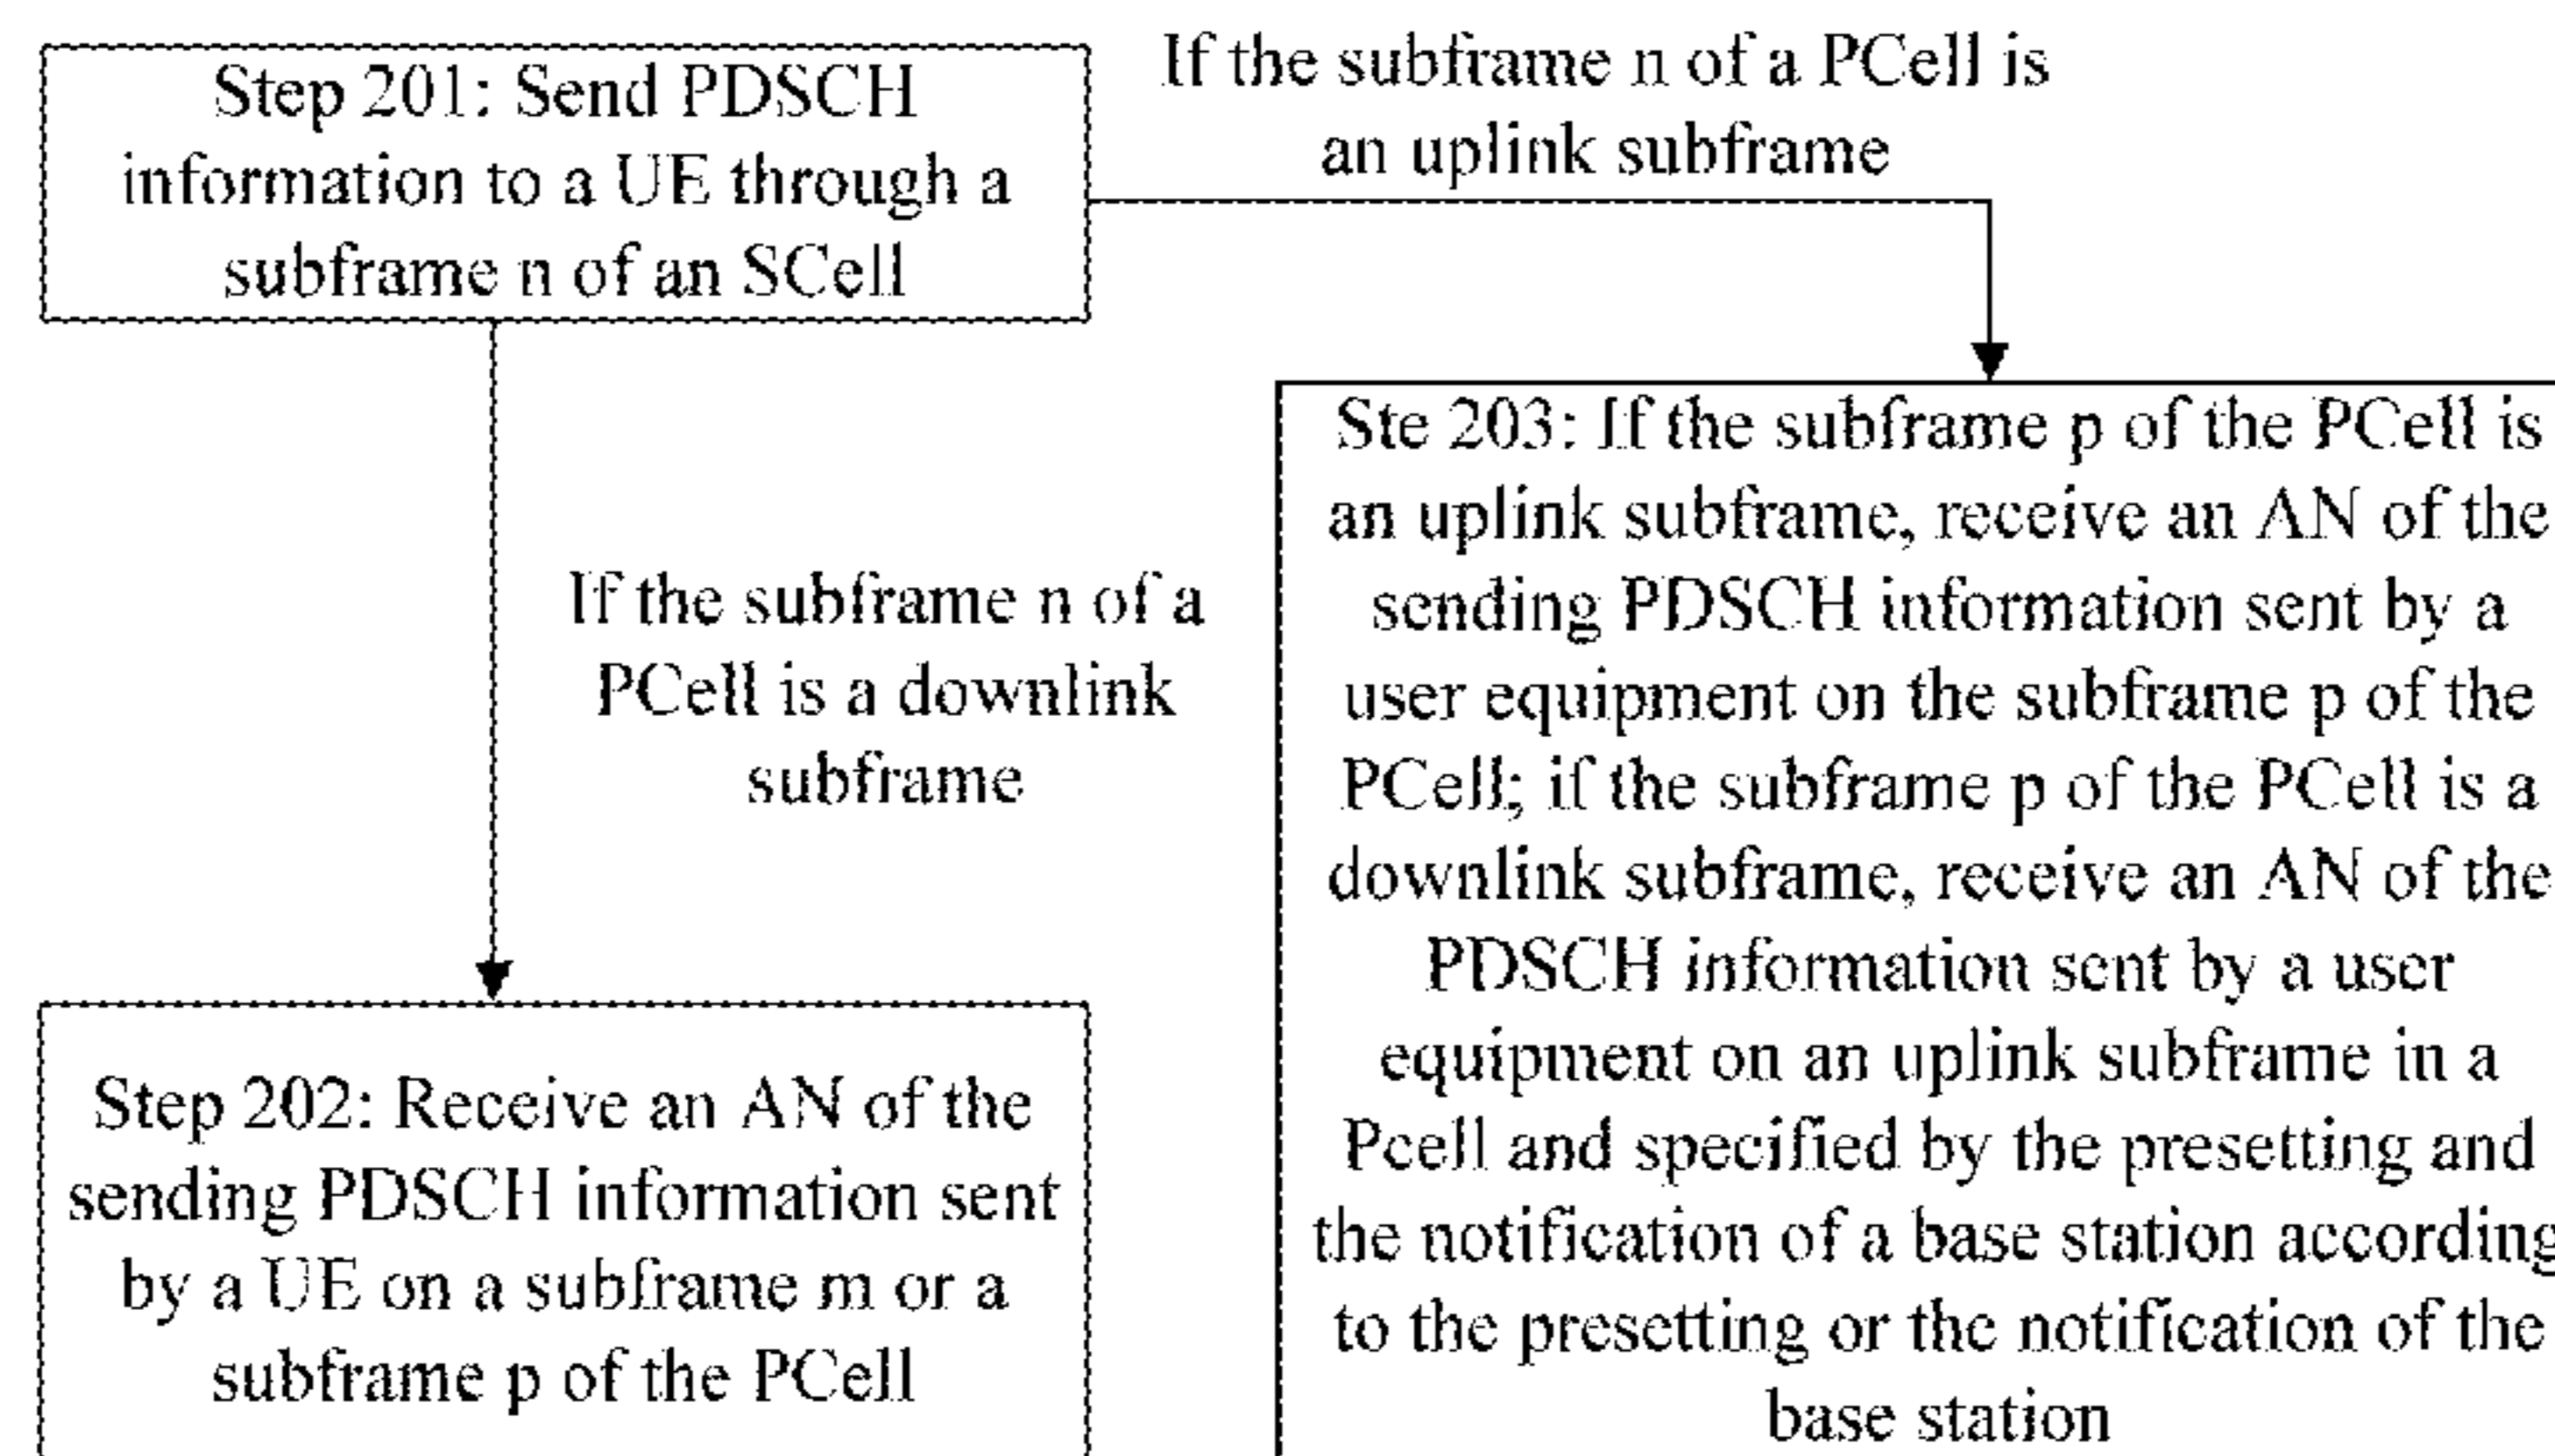 Step 201: Send PDSCH
information to a UE through a
subframe n of an SCell
If the subframe n of a PCell is
an uplink subframe
If the subframe n of a
PCell is a downlink
subframe
Step 202: Receive an AN of the
sending PDSCH information sent
by a UE on a subframe m or a
subframe p of the PCell
Ste 203: If the subframe p of the PCell is
an uplink subframe, receive an AN of the
sending PDSCH information sent by a
user equipment on the subframe p of the
PCell; if the subframe p of the PCell is a
downlink subframe, receive an AN of the
PDSCH information sent by a user
equipment on an uplink subframe in a
Pcell and specified by the presetting and
the notification of a base station according
to the presetting or the notification of the
base station